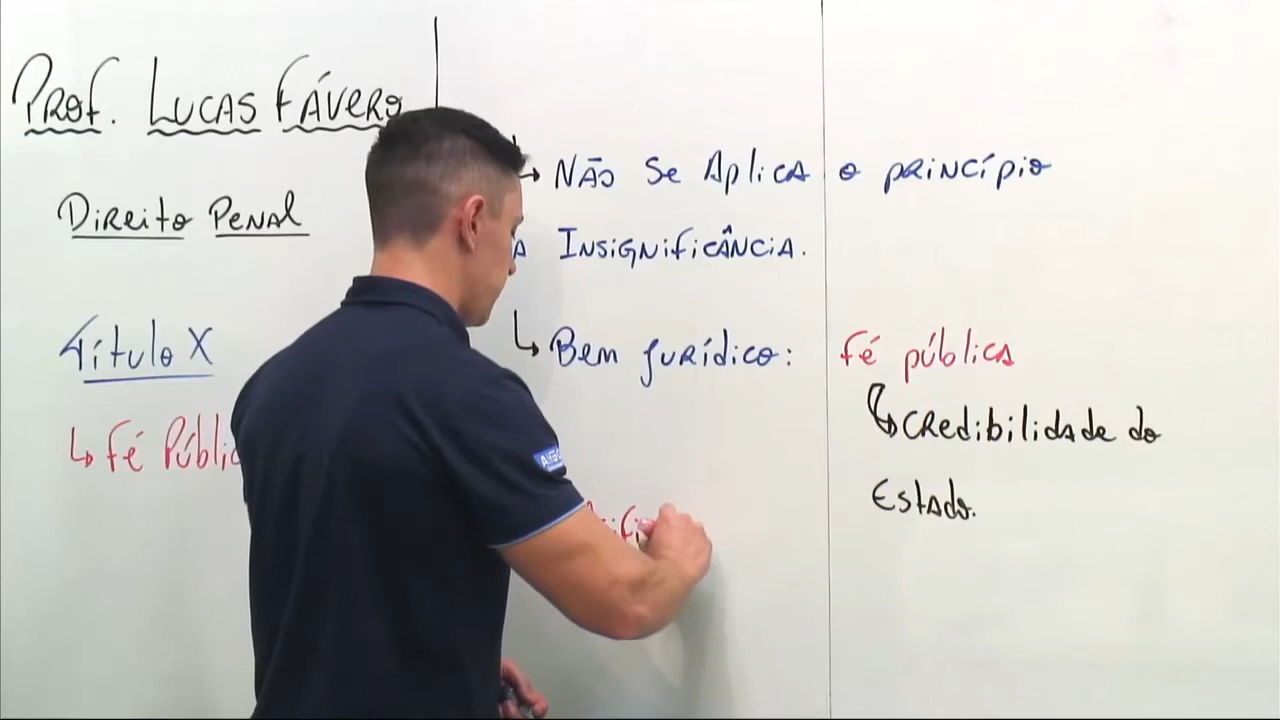 Prof. Lucas Fávero
Direito Penal
Título X
↳ Fé Públic
→ Não se Aplica o princípio
a Insignificância.
↳ Bem jurídico: fé pública
↳ Credibilidade do
Estado.